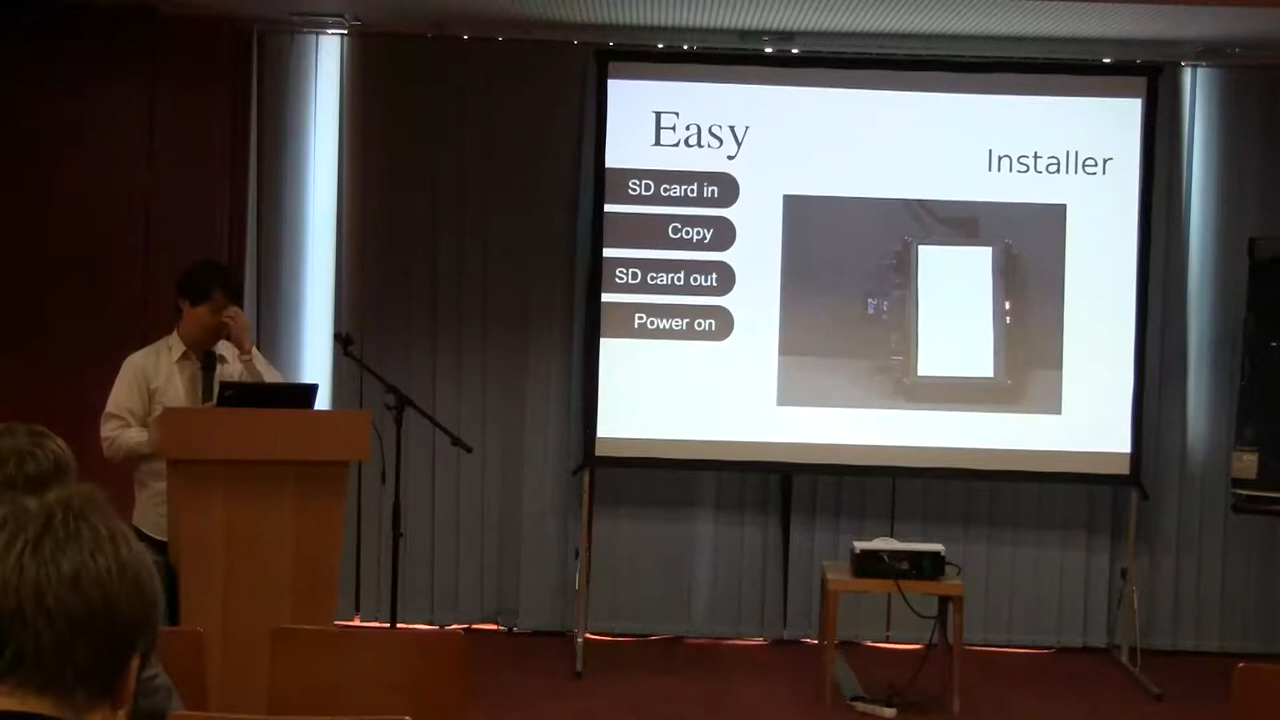 Easy
Installer
SD card in
Copy
SD card out
Power on